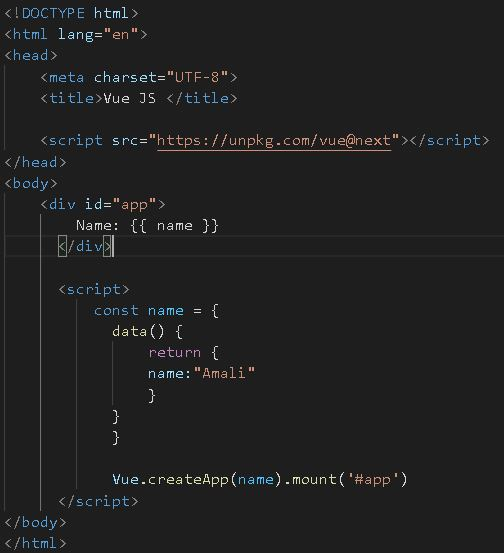 <!DOCTYPE html>
<html lang="en">
<head>
    <meta charset="UTF-8">
    <title>Vue JS </title>

    <script src="https://unpkg.com/vue@next"></script>
</head>
<body>
    <div id="app">
        Name: {{ name }}
      </div>

      <script>
          const name = {
            data() {
                return {
                name:"Amali"
                }
            }
            }

            Vue.createApp(name).mount('#app')
      </script>
</body>
</html>